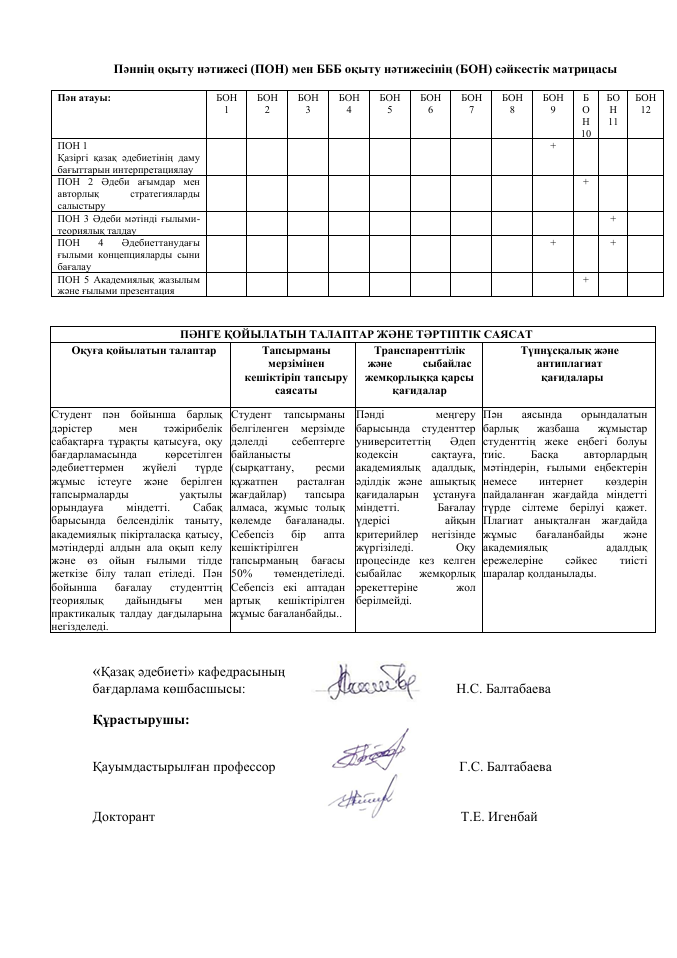 Пәннің оқыту нәтижесі (ПОН) мен БББ оқыту нәтижесінің (БОН) сәйкестік матрицасы
Пән атауы: БОН 1 БОН 2 БОН 3 БОН 4 БОН 5 БОН 6 БОН 7 БОН 8 БОН 9 БОН 10 БОН 11 БОН 12
ПОН 1 +
Қазіргі қазақ әдебиетінің даму
бағыттарын интерпретациялау
ПОН 2 Әдеби ағымдар мен +
авторлық стратегияларды
салыстыру
ПОН 3 Әдеби мәтінді ғылыми- +
теориялық талдау
ПОН 4 Әдебиеттанудағы + +
ғылыми концепцияларды сыни
бағалау
ПОН 5 Академиялық жазылым +
және ғылыми презентация
ПӘНГЕ ҚОЙЫЛАТЫН ТАЛАПТАР ЖӘНЕ ТӘРТІПТІК САЯСАТ
Оқуға қойылатын талаптар
Тапсырманы
мерзімінен
кешіктіріп тапсыру
саясаты
Транспаренттілік
және сыбайлас
жемқорлыққа қарсы
қағидалар
Түпнұсқалық және
антиплагиат
қағидалары
Студент пән бойынша барлық
дәрістер мен тәжірибелік
сабақтарға тұрақты қатысуға, оқу
бағдарламасында көрсетілген
әдебиеттермен жүйелі түрде
жұмыс істеуге және берілген
тапсырмаларды уақтылы
орындауға міндетті. Сабақ
барысында белсенділік таныту,
академиялық пікірталасқа қатысу,
мәтіндерді алдын ала оқып келу
және өз ойын ғылыми тілде
жеткізе білу талап етіледі. Пән
бойынша бағалау студенттің
теориялық дайындығы мен
практикалық талдау дағдыларына
негізделеді.
Студент тапсырманы
белгіленген мерзімде
дәлелді себептерге
байланысты
(сырқаттану, ресми
құжатпен расталған
жағдайлар) тапсыра
алмаса, жұмыс толық
көлемде бағаланады.
Себепсіз бір апта
кешіктірілген
тапсырманың бағасы
50% төмендетіледі.
Себепсіз екі аптадан
артық кешіктірілген
жұмыс бағаланбайды..
Пәнді меңгеру
барысында студенттер
университеттің Әдеп
кодексін сақтауға,
академиялық адалдық,
әділдік және ашықтық
қағидаларын ұстануға
міндетті. Бағалау
үдерісі айқын
критерийлер негізінде
жүргізіледі. Оқу
процесінде кез келген
сыбайлас жемқорлық
әрекеттеріне жол
берілмейді.
Пән аясында орындалатын
барлық жазбаша жұмыстар
студенттің жеке еңбегі болуы
тиіс. Басқа авторлардың
мәтіндерін, ғылыми еңбектерін
немесе интернет көздерін
пайдаланған жағдайда міндетті
түрде сілтеме берілуі қажет.
Плагиат анықталған жағдайда
жұмыс бағаланбайды және
академиялық адалдық
ережелеріне сәйкес тиісті
шаралар қолданылады.
«Қазақ әдебиеті» кафедрасының
бағдарлама көшбасшысы: Н.С. Балтабаева
Құрастырушы:
Қауымдастырылған профессор Г.С. Балтабаева
Докторант Т.Е. Игенбай